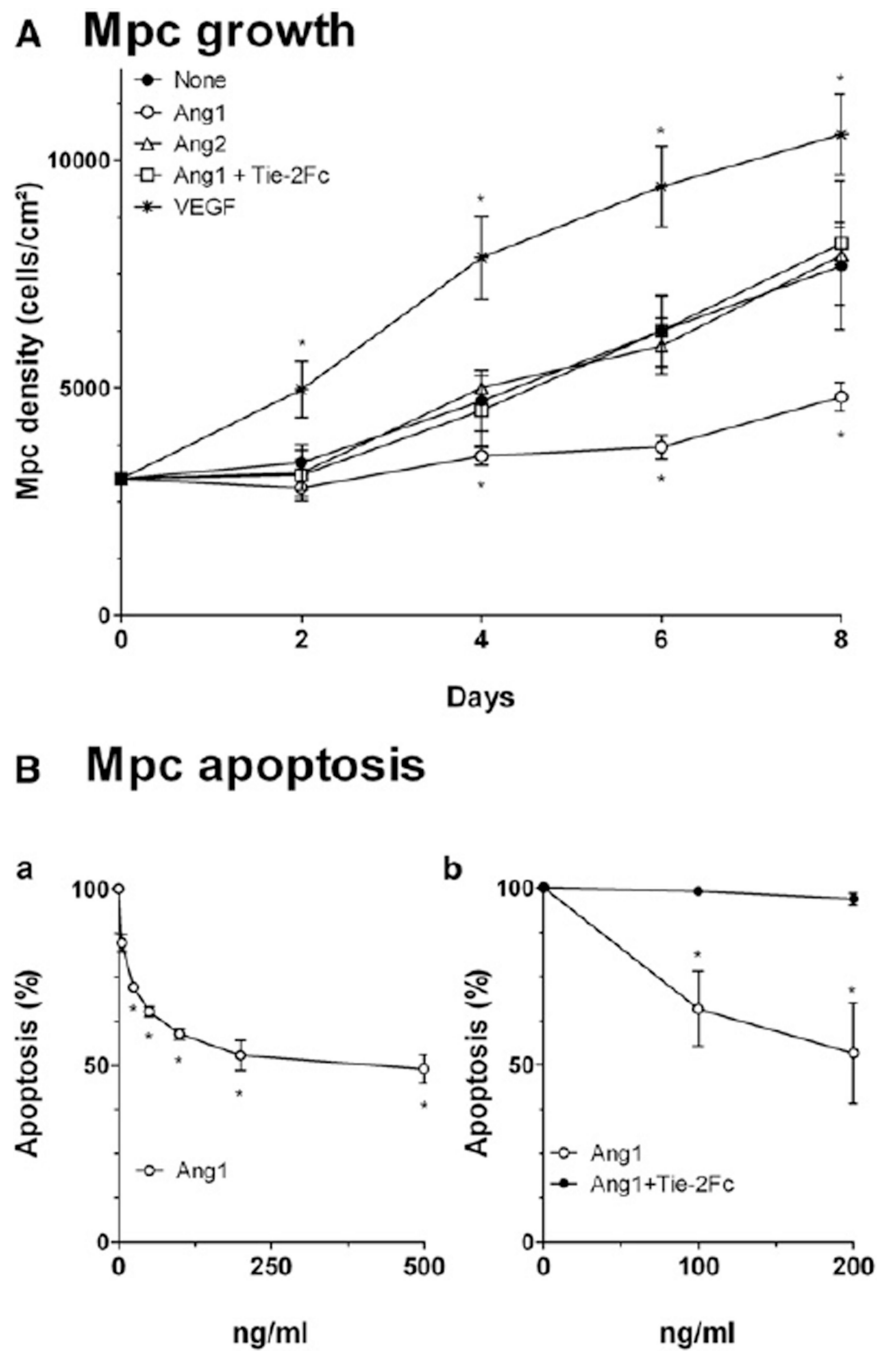 A Mpc growth
None
Ang1
Ang2
Ang1 + Tie-2Fc
VEGF
Mpc density (cells/cm²)
10000
5000
0
0 2 4 6 8
Days
* * * *
* * *
B Mpc apoptosis
a
Apoptosis (%)
100
50
0
* * * * *
Ang1
0 250 500
ng/ml
b
Apoptosis (%)
100
50
0
* *
Ang1
Ang1+Tie-2Fc
0 100 200
ng/ml